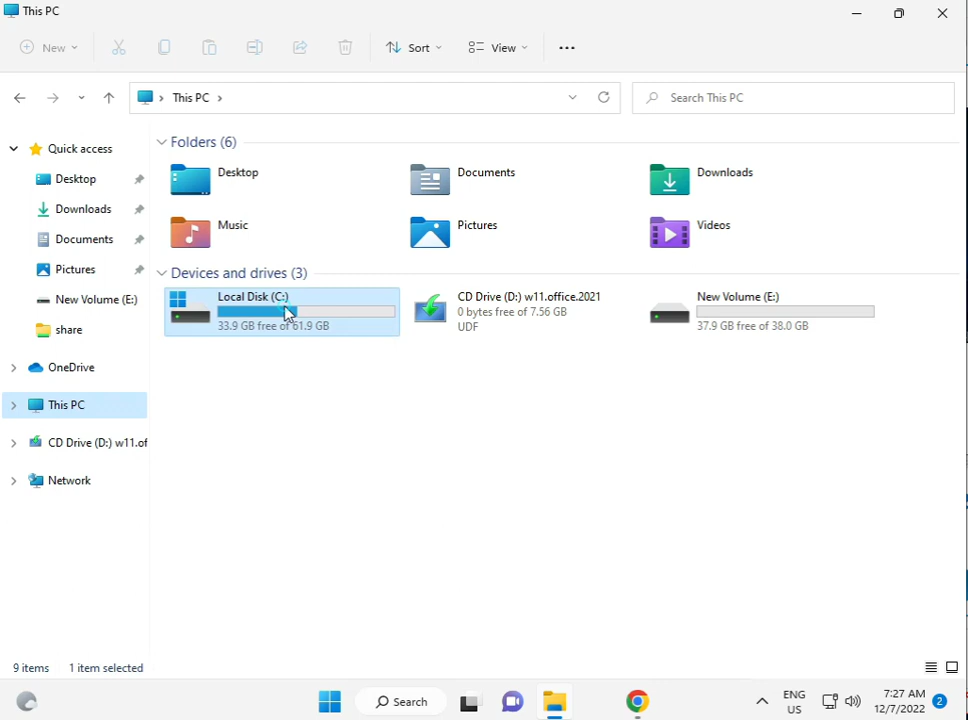 This PC
New
Sort
View
This PC
Search This PC
Quick access
Desktop
Downloads
Documents
Pictures
New Volume (E:)
share
OneDrive
This PC
CD Drive (D:) w11.of
Network
Folders (6)
Desktop
Documents
Downloads
Music
Pictures
Videos
Devices and drives (3)
Local Disk (C:)
33.9 GB free of 61.9 GB
CD Drive (D:) w11.office.2021
0 bytes free of 7.56 GB
UDF
New Volume (E:)
37.9 GB free of 38.0 GB
9 items
1 item selected
Search
ENG
US
7:27 AM
12/7/2022
2